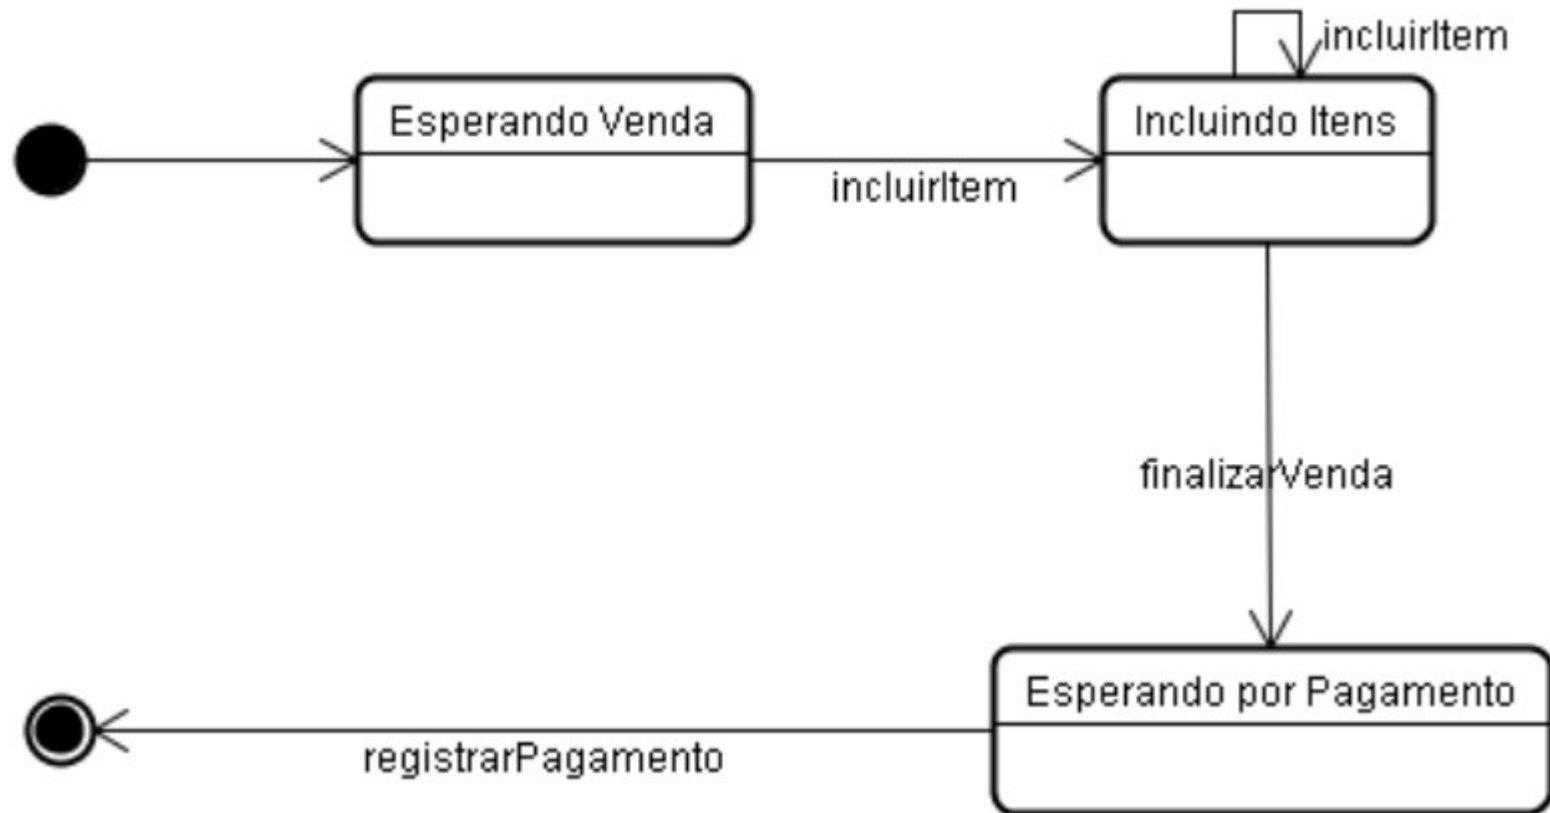 incluirItem
Esperando Venda
Incluindo Itens
incluirItem
finalizarVenda
Esperando por Pagamento
registrarPagamento